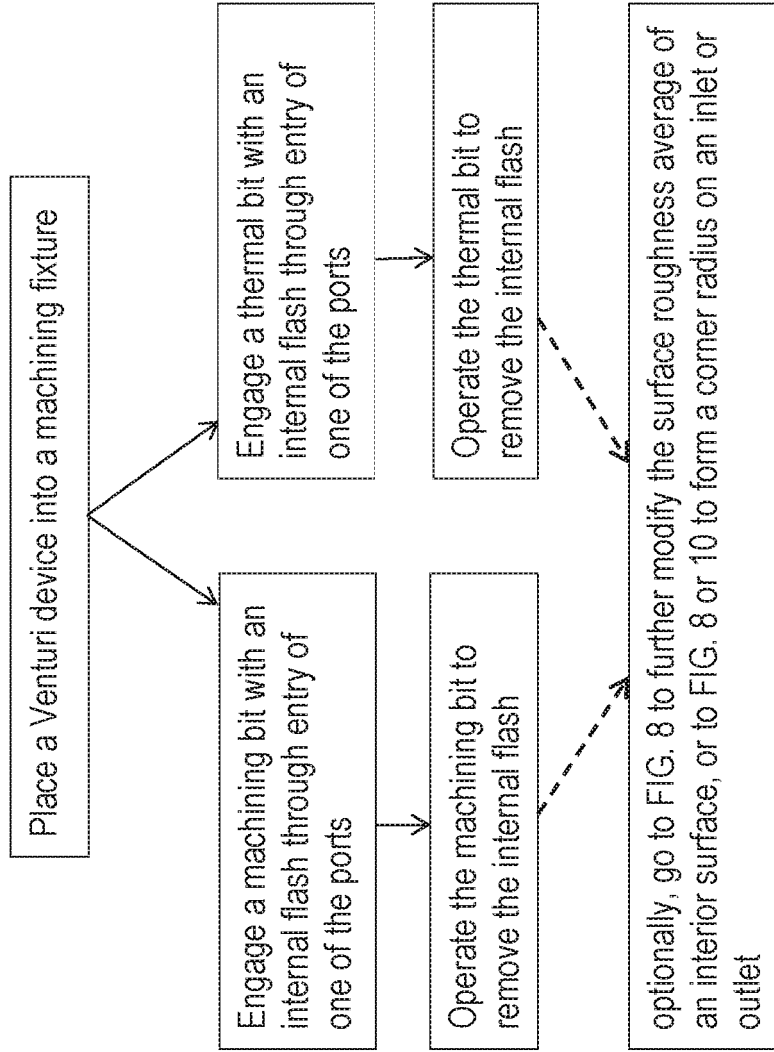 Place a Venturi device into a machining fixture
Engage a machining bit with an
internal flash through entry of
one of the ports
Operate the machining bit to
remove the internal flash
Engage a thermal bit with an
internal flash through entry of
one of the ports
Operate the thermal bit to
remove the internal flash
optionally, go to FIG. 8 to further modify the surface roughness average of
an interior surface, or to FIG. 8 or 10 to form a corner radius on an inlet or
outlet